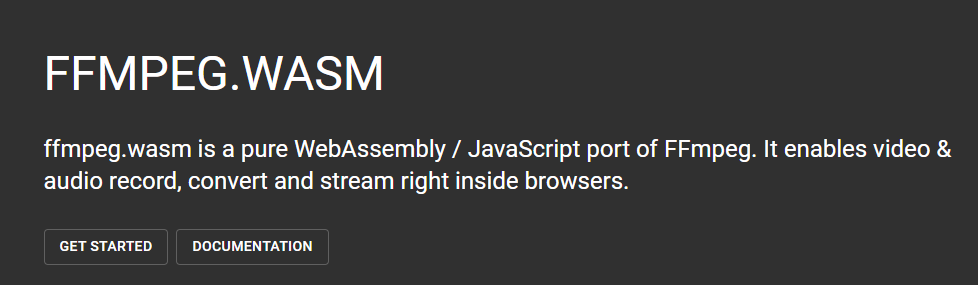 FFMPEG.WASM
ffmpeg.wasm is a pure WebAssembly / JavaScript port of FFmpeg. It enables video &
audio record, convert and stream right inside browsers.
GET STARTED
DOCUMENTATION